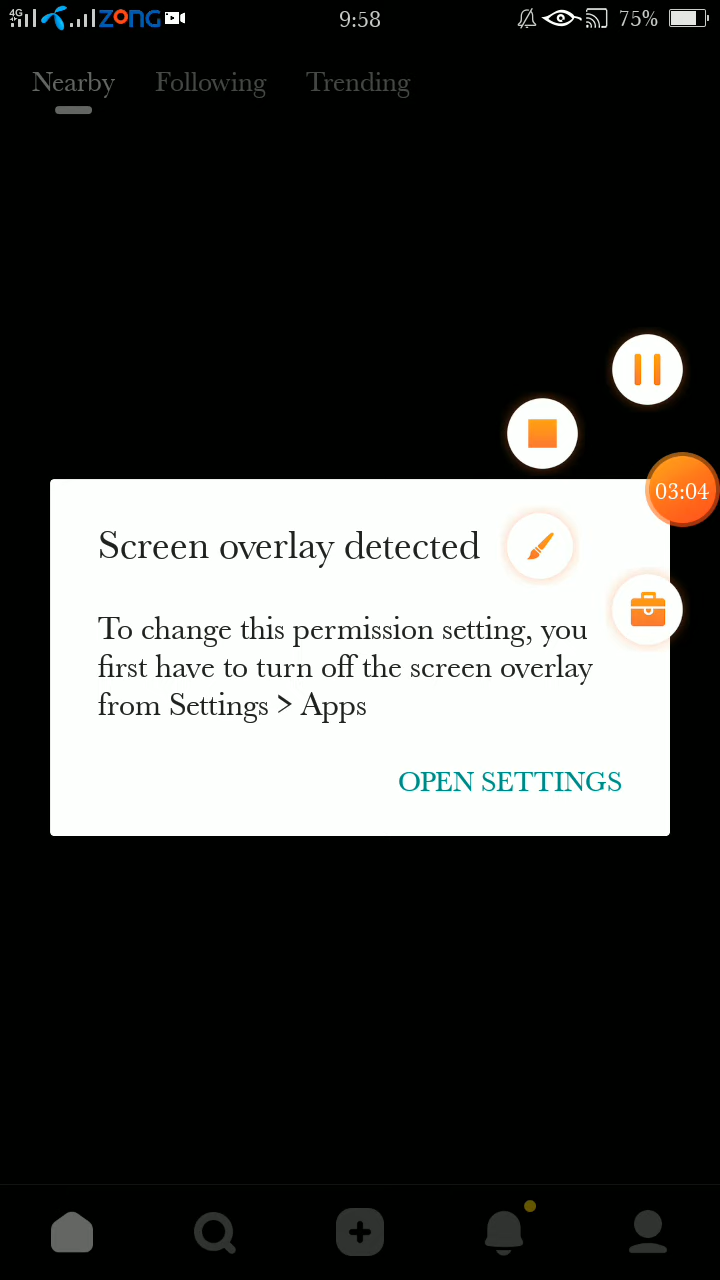 4G ZONG 9:58 75%
Nearby Following Trending
03:04
Screen overlay detected
To change this permission setting, you
first have to turn off the screen overlay
from Settings > Apps
OPEN SETTINGS